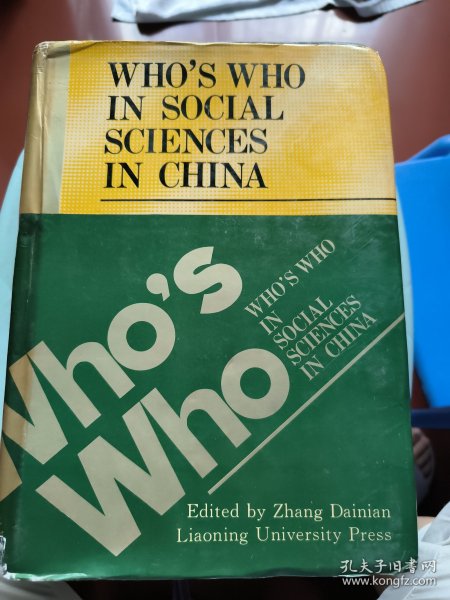 WHO'S WHO
IN SOCIAL
SCIENCES
IN CHINA
Who's
Who
WHO'S WHO
IN
SOCIAL
SCIENCES
IN CHINA
Edited by Zhang Dainian
Liaoning University Press
孔夫子旧书网
www.kongfz.com